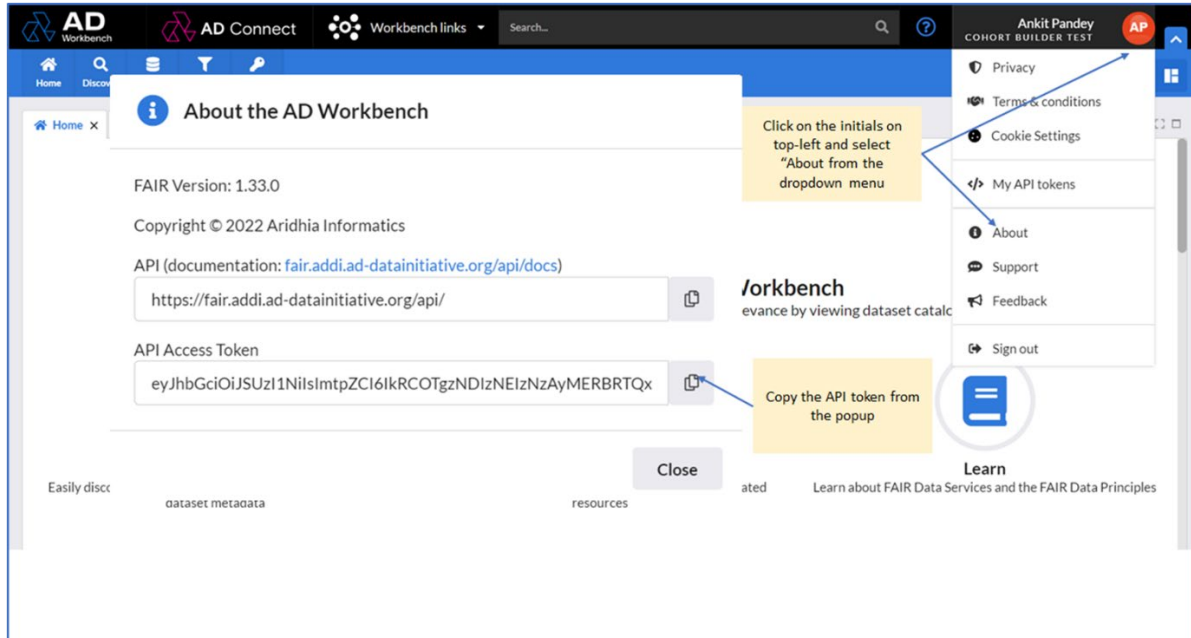 AD
Workbench
AD Connect
Workbench links
Search...
Ankit Pandey
COHORT BUILDER TEST
AP
Home
Discov
Privacy
Terms & conditions
Cookie Settings
My API tokens
About
Support
Feedback
Sign out
Home
About the AD Workbench
FAIR Version: 1.33.0
Copyright © 2022 Aridhia Informatics
API (documentation: fair.addi.ad-datainitiative.org/api/docs)
https://fair.addi.ad-datainitiative.org/api/
API Access Token
eyJhbGciOiJSUzI1NiIsImtpZCI6IkRCOTgzNDIzNEIzNzAyMERBRTQx
Close
Click on the initials on
top-left and select
“About from the
dropdown menu
Copy the API token from
the popup
Workbench
evance by viewing dataset catalo
Easily disco
dataset metadata
resources
ated
Learn
Learn about FAIR Data Services and the FAIR Data Principles